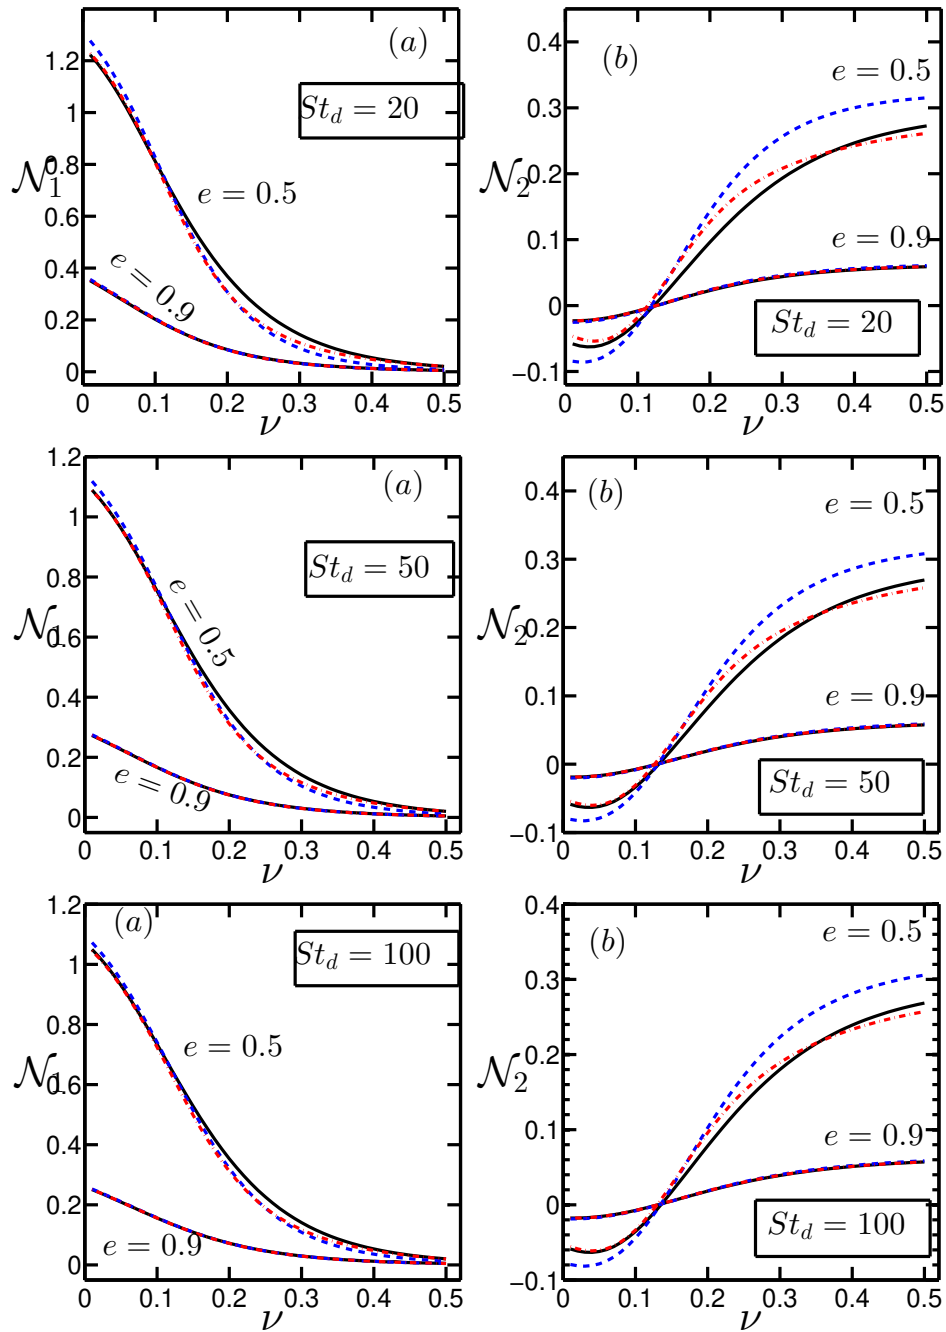 (a)
St_d = 20
1.2
1
0.8
0.6
0.4
0.2
0
𝒩_1
e = 0.5
e = 0.9
0 0.1 0.2 0.3 0.4 0.5
ν
(b)
e = 0.5
0.4
0.3
0.2
0.1
0
−0.1
𝒩_2
e = 0.9
St_d = 20
0 0.1 0.2 0.3 0.4 0.5
ν
(a)
St_d = 50
1.2
1
0.8
0.6
0.4
0.2
0
𝒩_1
e = 0.5
e = 0.9
0 0.1 0.2 0.3 0.4 0.5
ν
(b)
e = 0.5
0.4
0.3
0.2
0.1
0
−0.1
𝒩_2
e = 0.9
St_d = 50
0 0.1 0.2 0.3 0.4 0.5
ν
(a)
St_d = 100
1.2
1
0.8
0.6
0.4
0.2
0
𝒩_1
e = 0.5
e = 0.9
0 0.1 0.2 0.3 0.4 0.5
ν
(b)
e = 0.5
0.4
0.3
0.2
0.1
0
−0.1
𝒩_2
e = 0.9
St_d = 100
0 0.1 0.2 0.3 0.4 0.5
ν